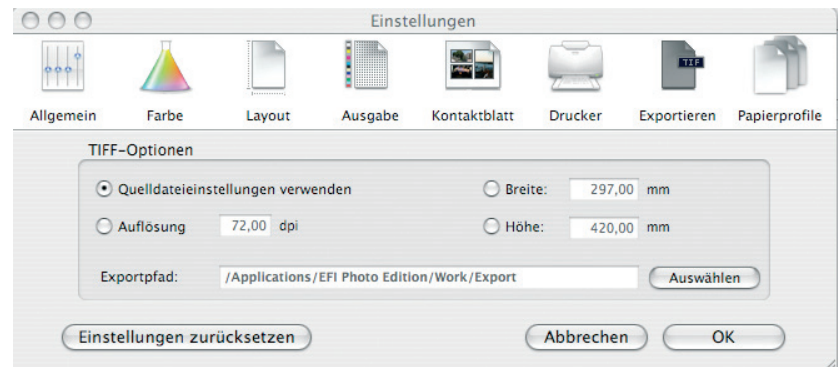 Einstellungen
TIF
Allgemein Farbe Layout Ausgabe Kontaktblatt Drucker Exportieren Papierprofile
TIFF-Optionen
Quelldateieinstellungen verwenden Breite: 297,00 mm
Auflösung 72,00 dpi Höhe: 420,00 mm
Exportpfad: /Applications/EFI Photo Edition/Work/Export Auswählen
Einstellungen zurücksetzen Abbrechen OK